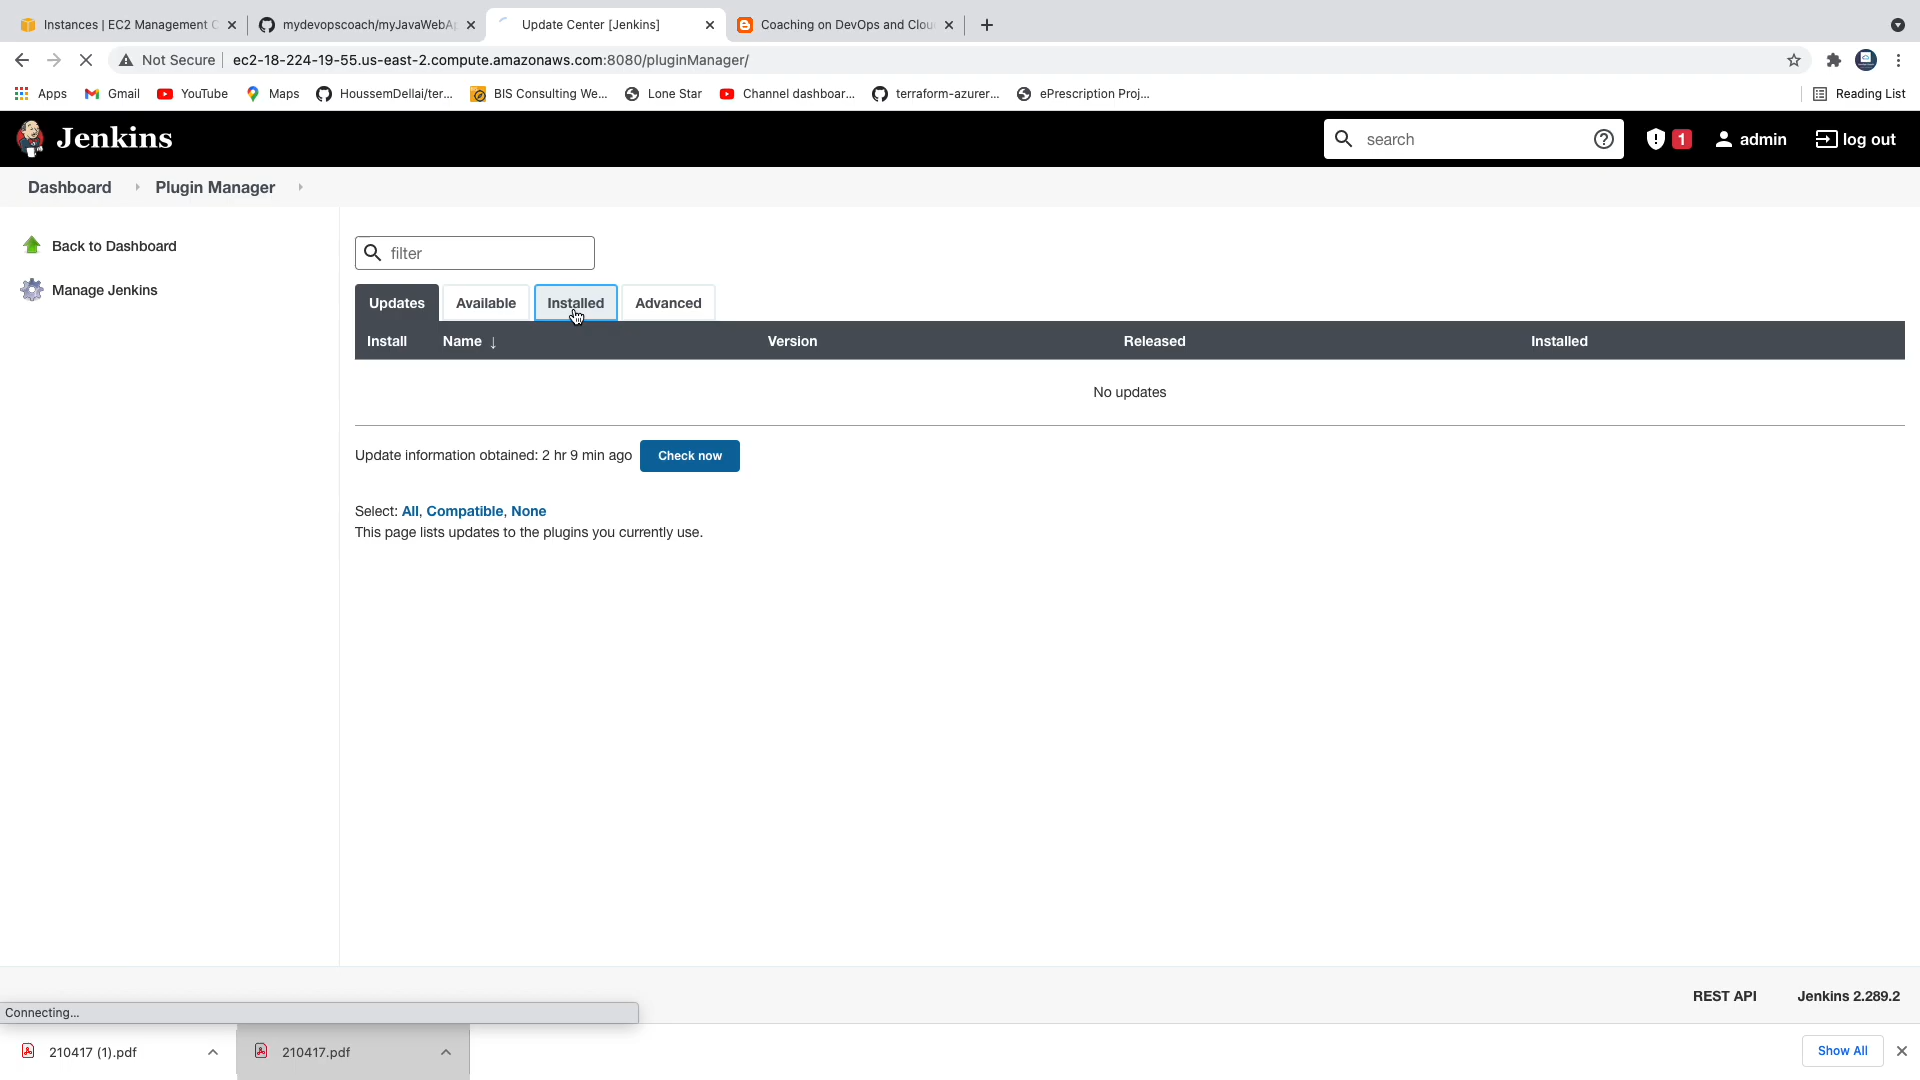 Instances | EC2 Management C
mydevopscoach/myJavaWebAp
Update Center [Jenkins]
Coaching on DevOps and Clou
Not Secure
ec2-18-224-19-55.us-east-2.compute.amazonaws.com:8080/pluginManager/
Apps
Gmail
YouTube
Maps
HoussemDellai/ter...
BIS Consulting We...
Lone Star
Channel dashboar...
terraform-azurer...
ePrescription Proj...
Reading List
Jenkins
search
1
admin
log out
Dashboard
Plugin Manager
Back to Dashboard
Manage Jenkins
filter
Updates
Available
Installed
Advanced
Install
Name ↓
Version
Released
Installed
No updates
Update information obtained: 2 hr 9 min ago
Check now
Select: All, Compatible, None
This page lists updates to the plugins you currently use.
REST API
Jenkins 2.289.2
Connecting...
210417 (1).pdf
210417.pdf
Show All